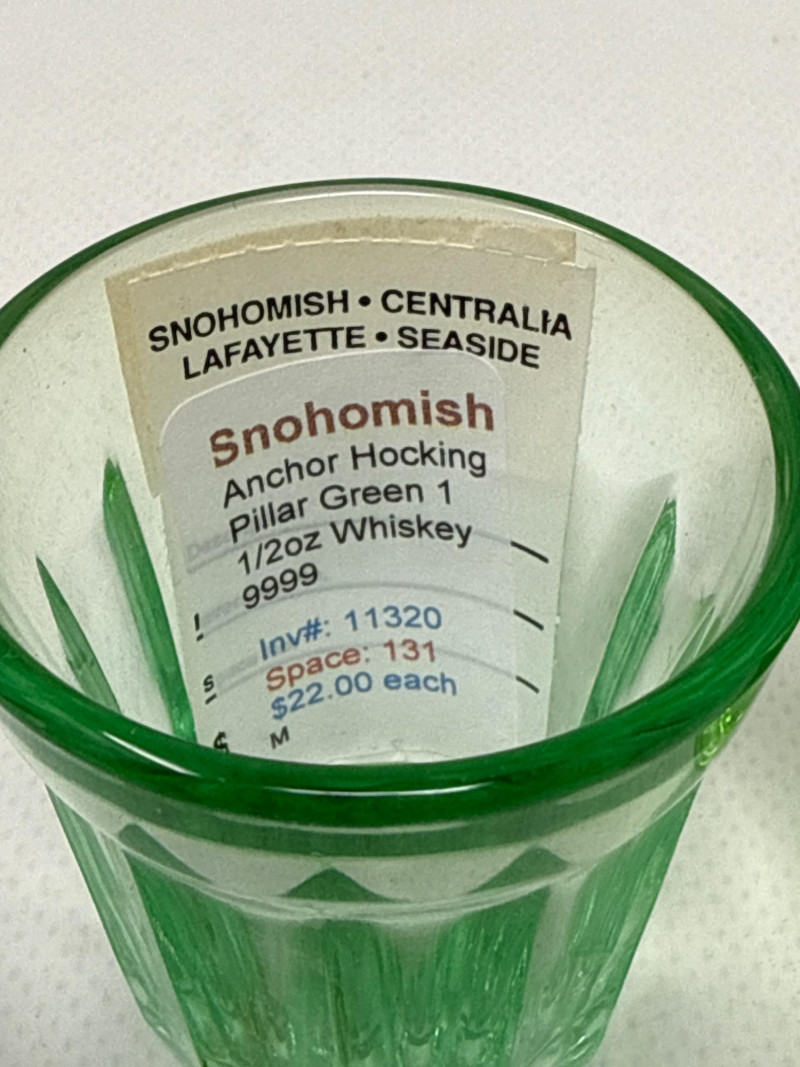 SNOHOMISH • CENTRALIA
LAFAYETTE • SEASIDE
Snohomish
Anchor Hocking
Pillar Green 1
1/2oz Whiskey
9999
Inv#: 11320
Space: 131
$22.00 each
M
S
$